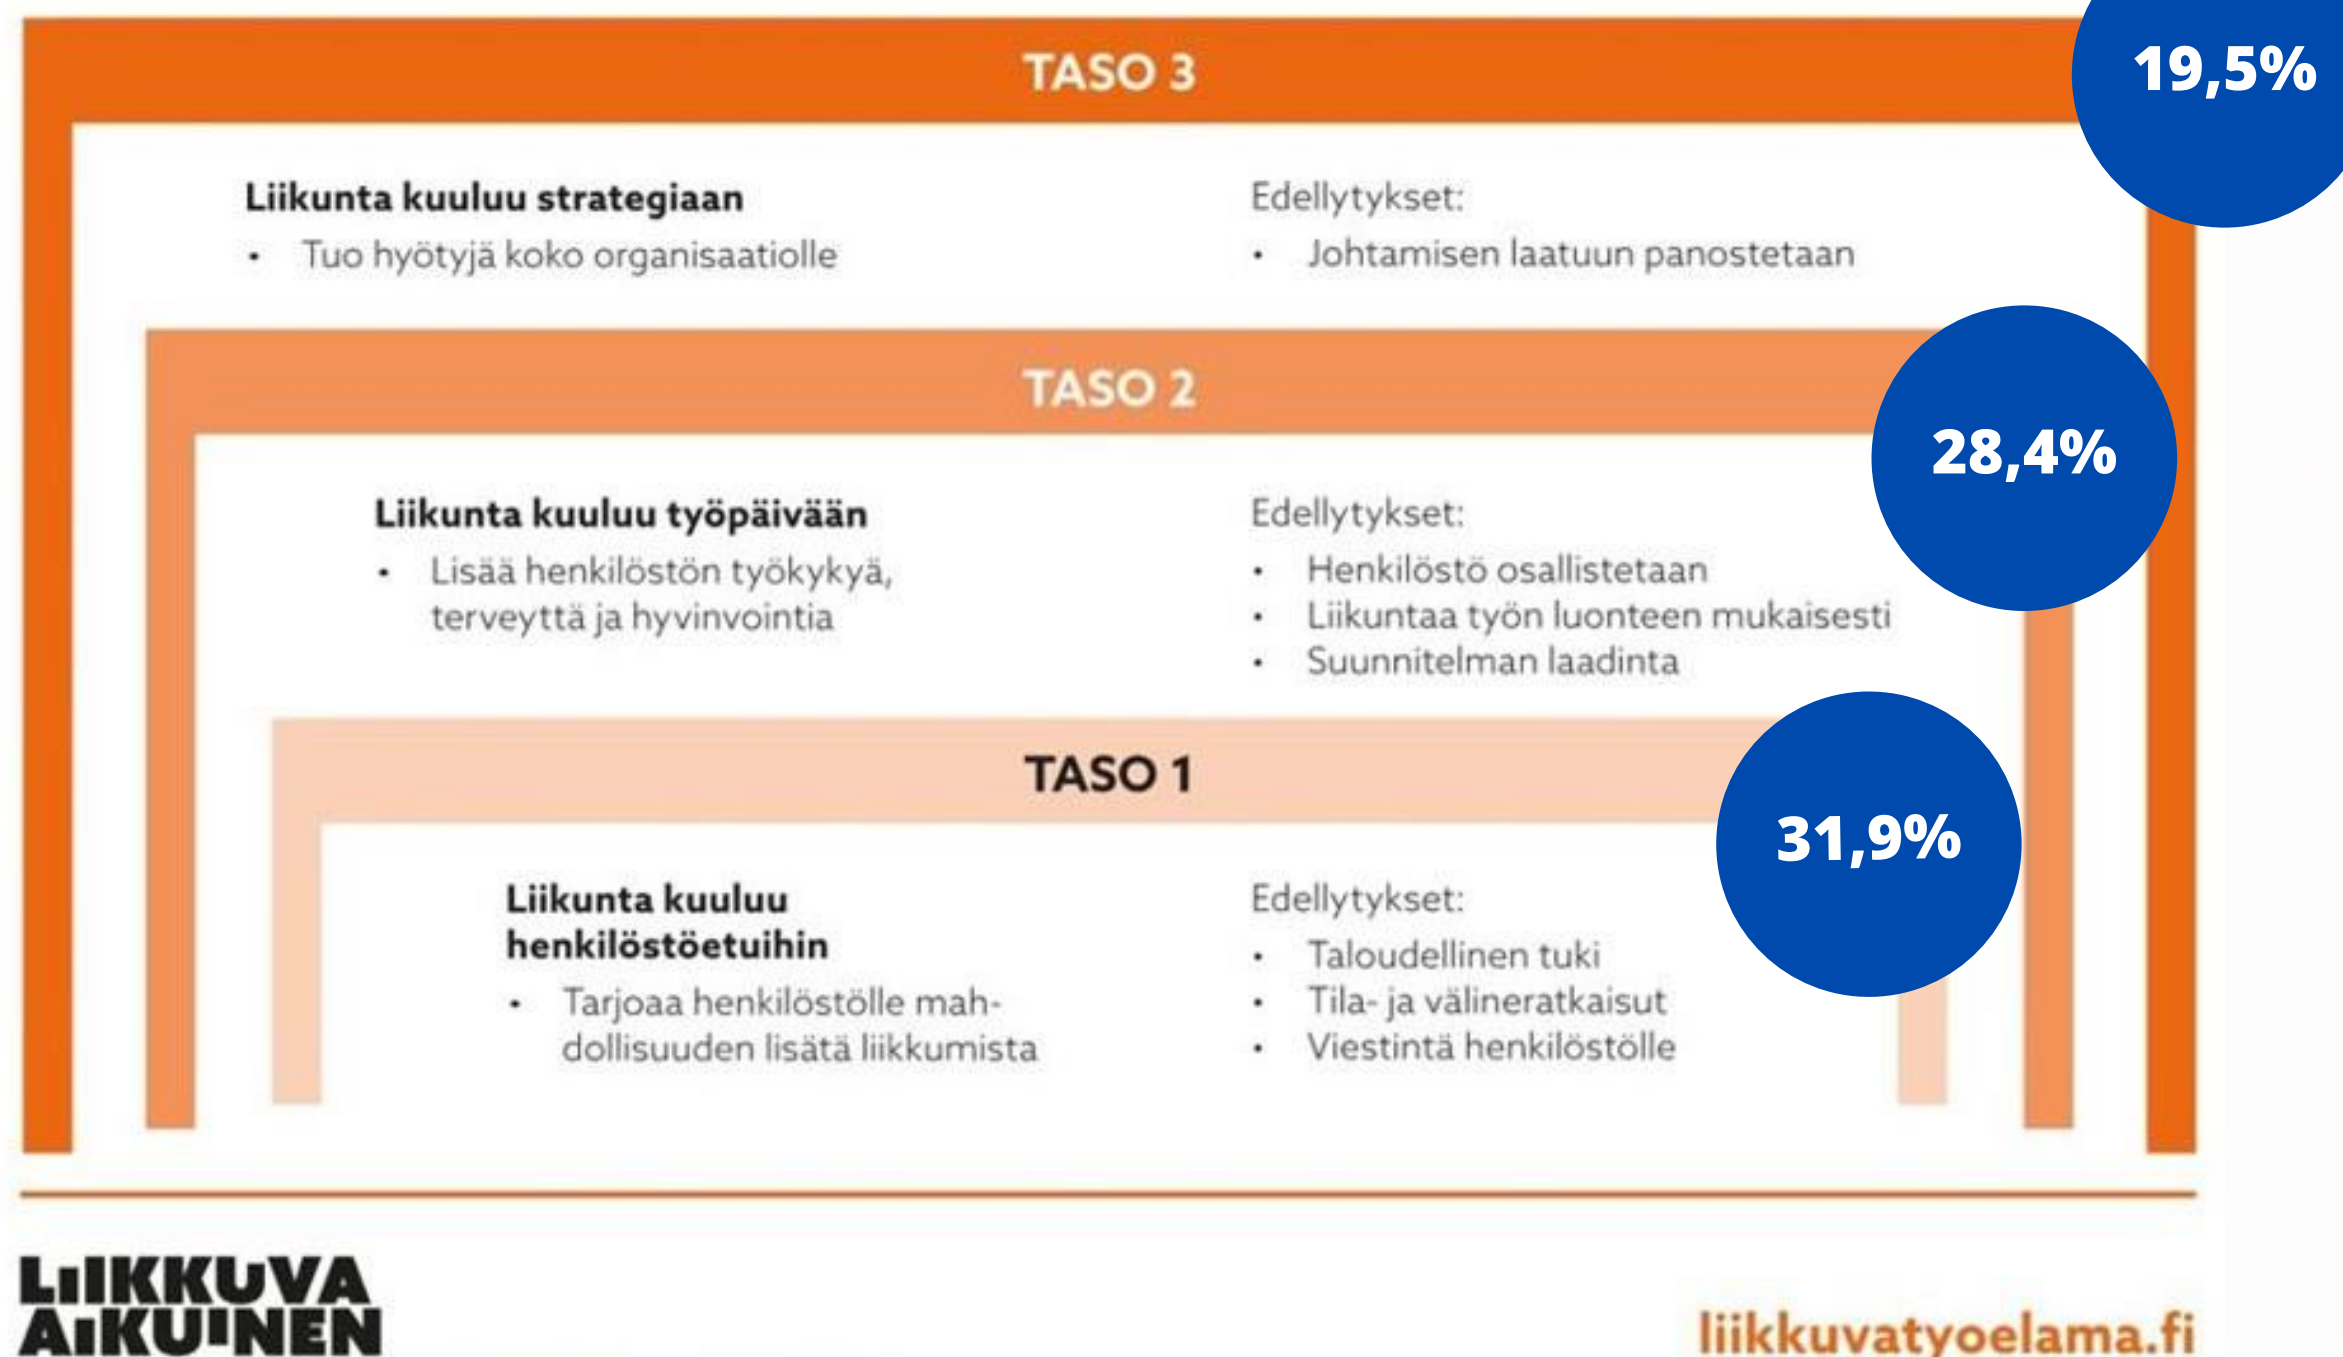 TASO 3
19,5%
Liikunta kuuluu strategiaan
• Tuo hyötyjä koko organisaatiolle
Edellytykset:
• Johtamisen laatuun panostetaan
TASO 2
28,4%
Liikunta kuuluu työpäivään
• Lisää henkilöstön työkykyä,
terveyttä ja hyvinvointia
Edellytykset:
• Henkilöstö osallistetaan
• Liikuntaa työn luonteen mukaisesti
• Suunnitelman laadinta
TASO 1
31,9%
Liikunta kuuluu
henkilöstöetuihin
• Tarjoaa henkilöstölle mah-
dollisuuden lisätä liikkumista
Edellytykset:
• Taloudellinen tuki
• Tila- ja välineratkaisut
• Viestintä henkilöstölle
LIIKKUVA
AIKUINEN
liikkuvatyoelama.fi